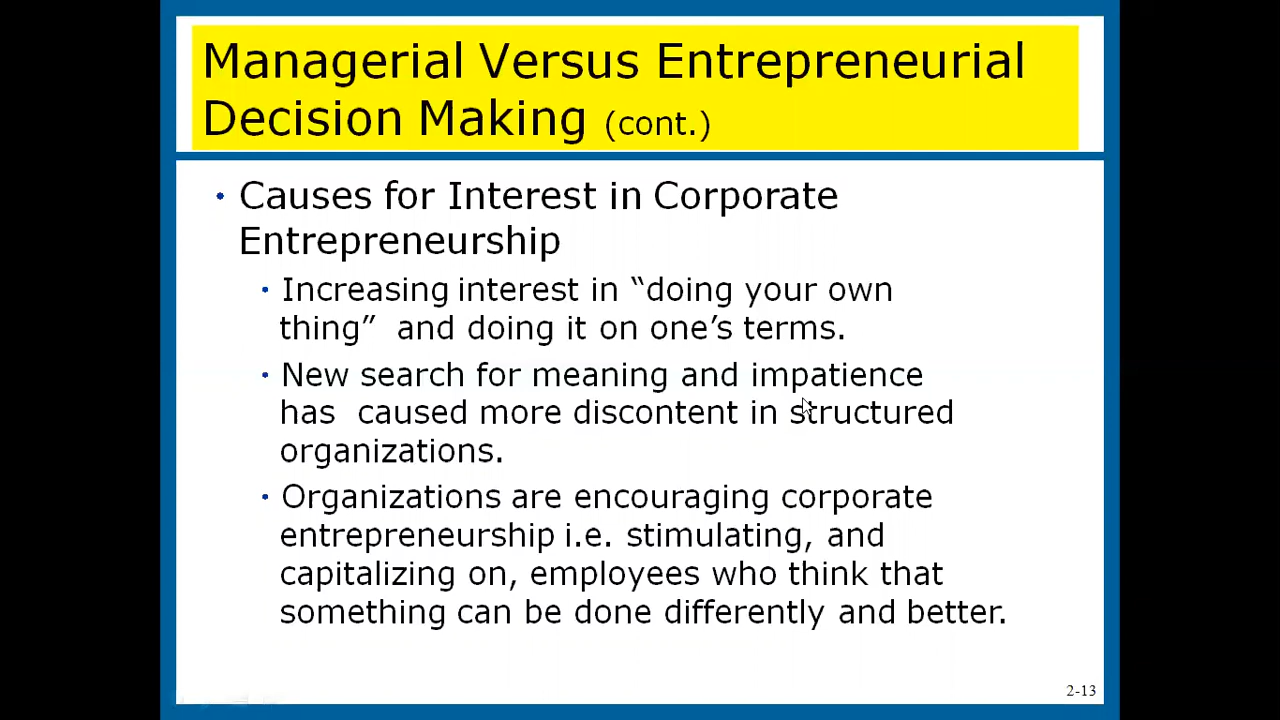 Managerial Versus Entrepreneurial
Decision Making (cont.)
• Causes for Interest in Corporate
Entrepreneurship
• Increasing interest in “doing your own
thing”  and doing it on one’s terms.
• New search for meaning and impatience
has  caused more discontent in structured
organizations.
• Organizations are encouraging corporate
entrepreneurship i.e. stimulating, and
capitalizing on, employees who think that
something can be done differently and better.
2-13